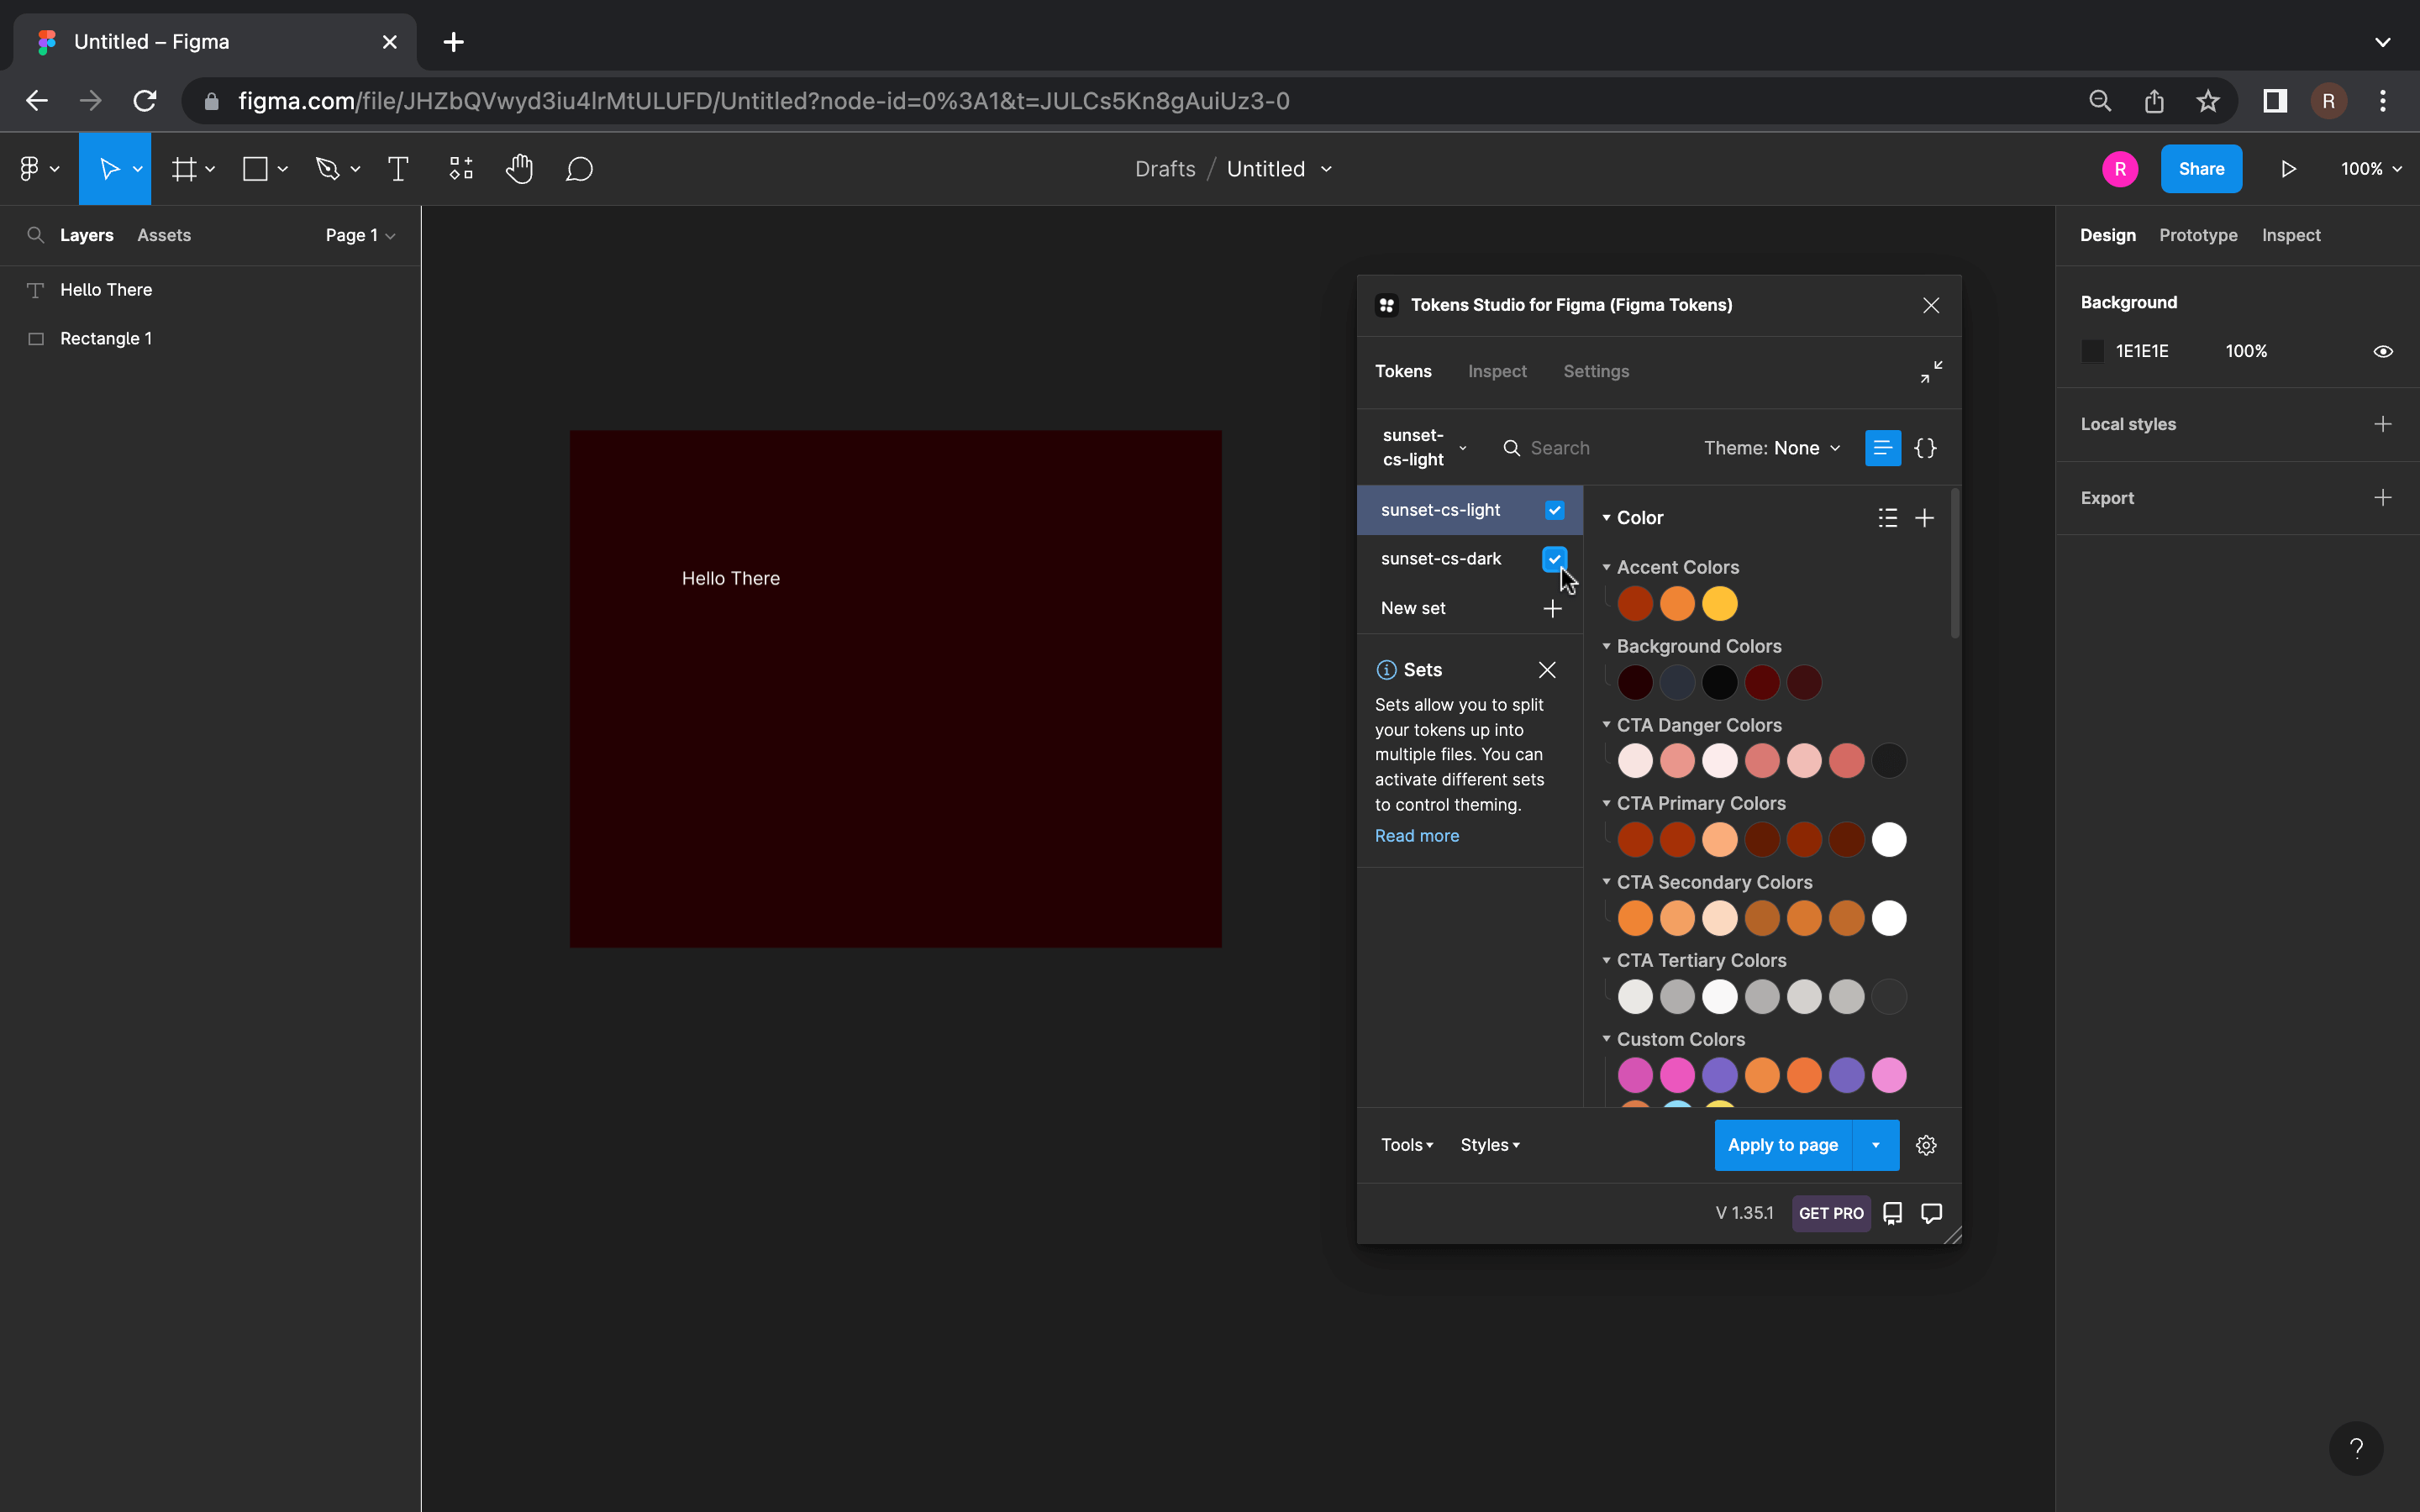 Untitled – Figma
figma.com/file/JHZbQVwyd3iu4lrMtULUFD/Untitled?node-id=0%3A1&t=JULCs5Kn8gAuiUz3-0
R
Drafts / Untitled
R
Share
100%
Layers
Assets
Page 1
Design
Prototype
Inspect
Hello There
Rectangle 1
Background
1E1E1E
100%
Local styles
Export
Hello There
Tokens Studio for Figma (Figma Tokens)
Tokens
Inspect
Settings
sunset-
cs-light
Search
Theme: None
sunset-cs-light
sunset-cs-dark
New set
Sets
Sets allow you to split
your tokens up into
multiple files. You can
activate different sets
to control theming.
Read more
Color
Accent Colors
Background Colors
CTA Danger Colors
CTA Primary Colors
CTA Secondary Colors
CTA Tertiary Colors
Custom Colors
Tools
Styles
Apply to page
V 1.35.1
GET PRO
?